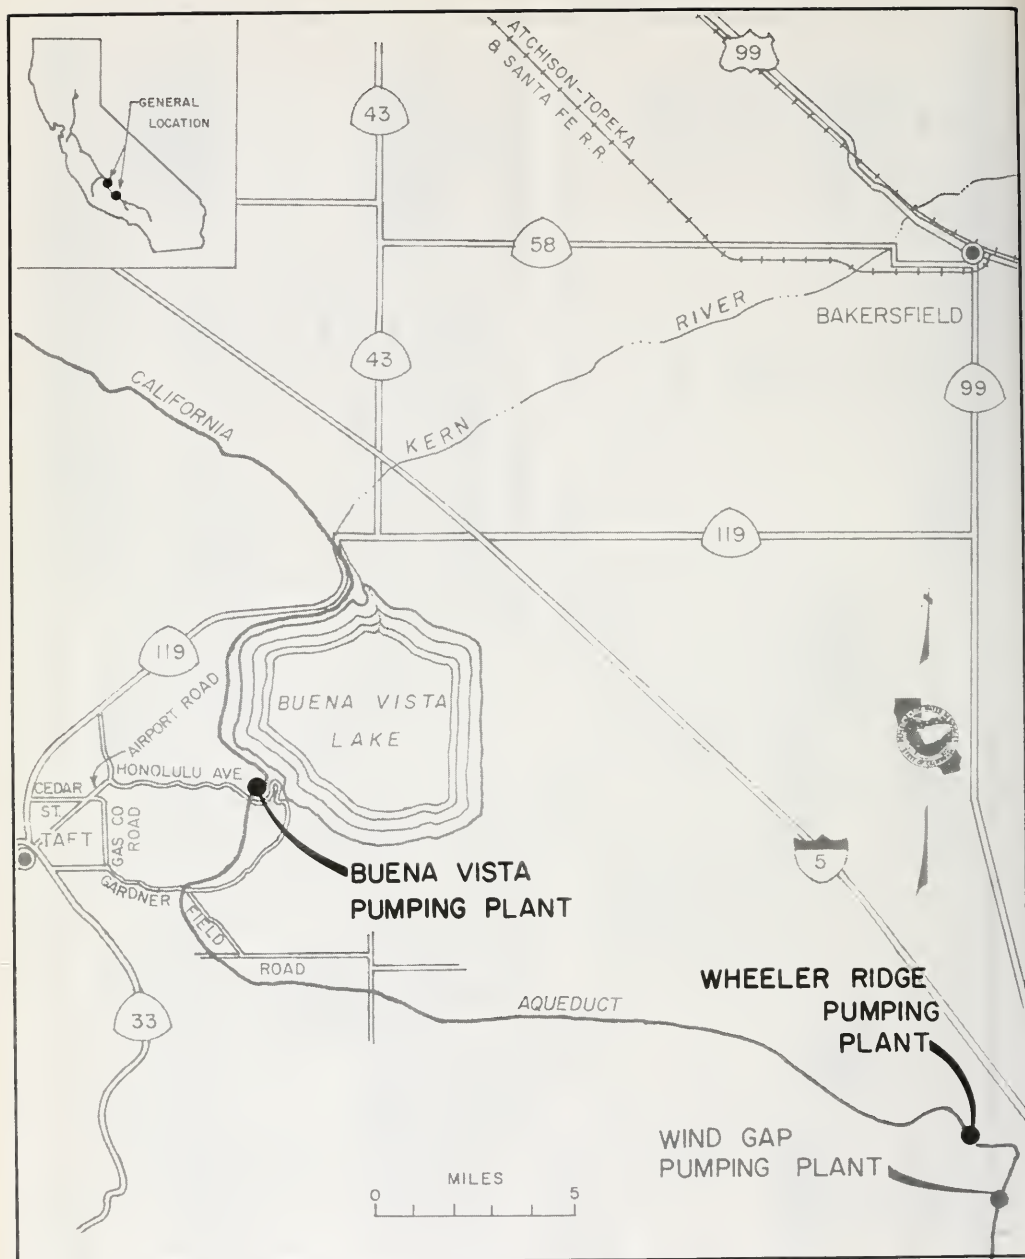 GENERAL
LOCATION
43
ATCHISON-TOPEKA
& SANTA FE R.R.
99
58
BAKERSFIELD
43
99
CALIFORNIA
KERN RIVER
119
119
AIRPORT ROAD
BUENA VISTA
LAKE
HONOLULU AVE
CEDAR
ST.
GAS CO
ROAD
TAFT
5
GARDNER
FIELD
ROAD
BUENA VISTA
PUMPING PLANT
WHEELER RIDGE
PUMPING
PLANT
AQUEDUCT
33
WIND GAP
PUMPING PLANT
MILES
0 5